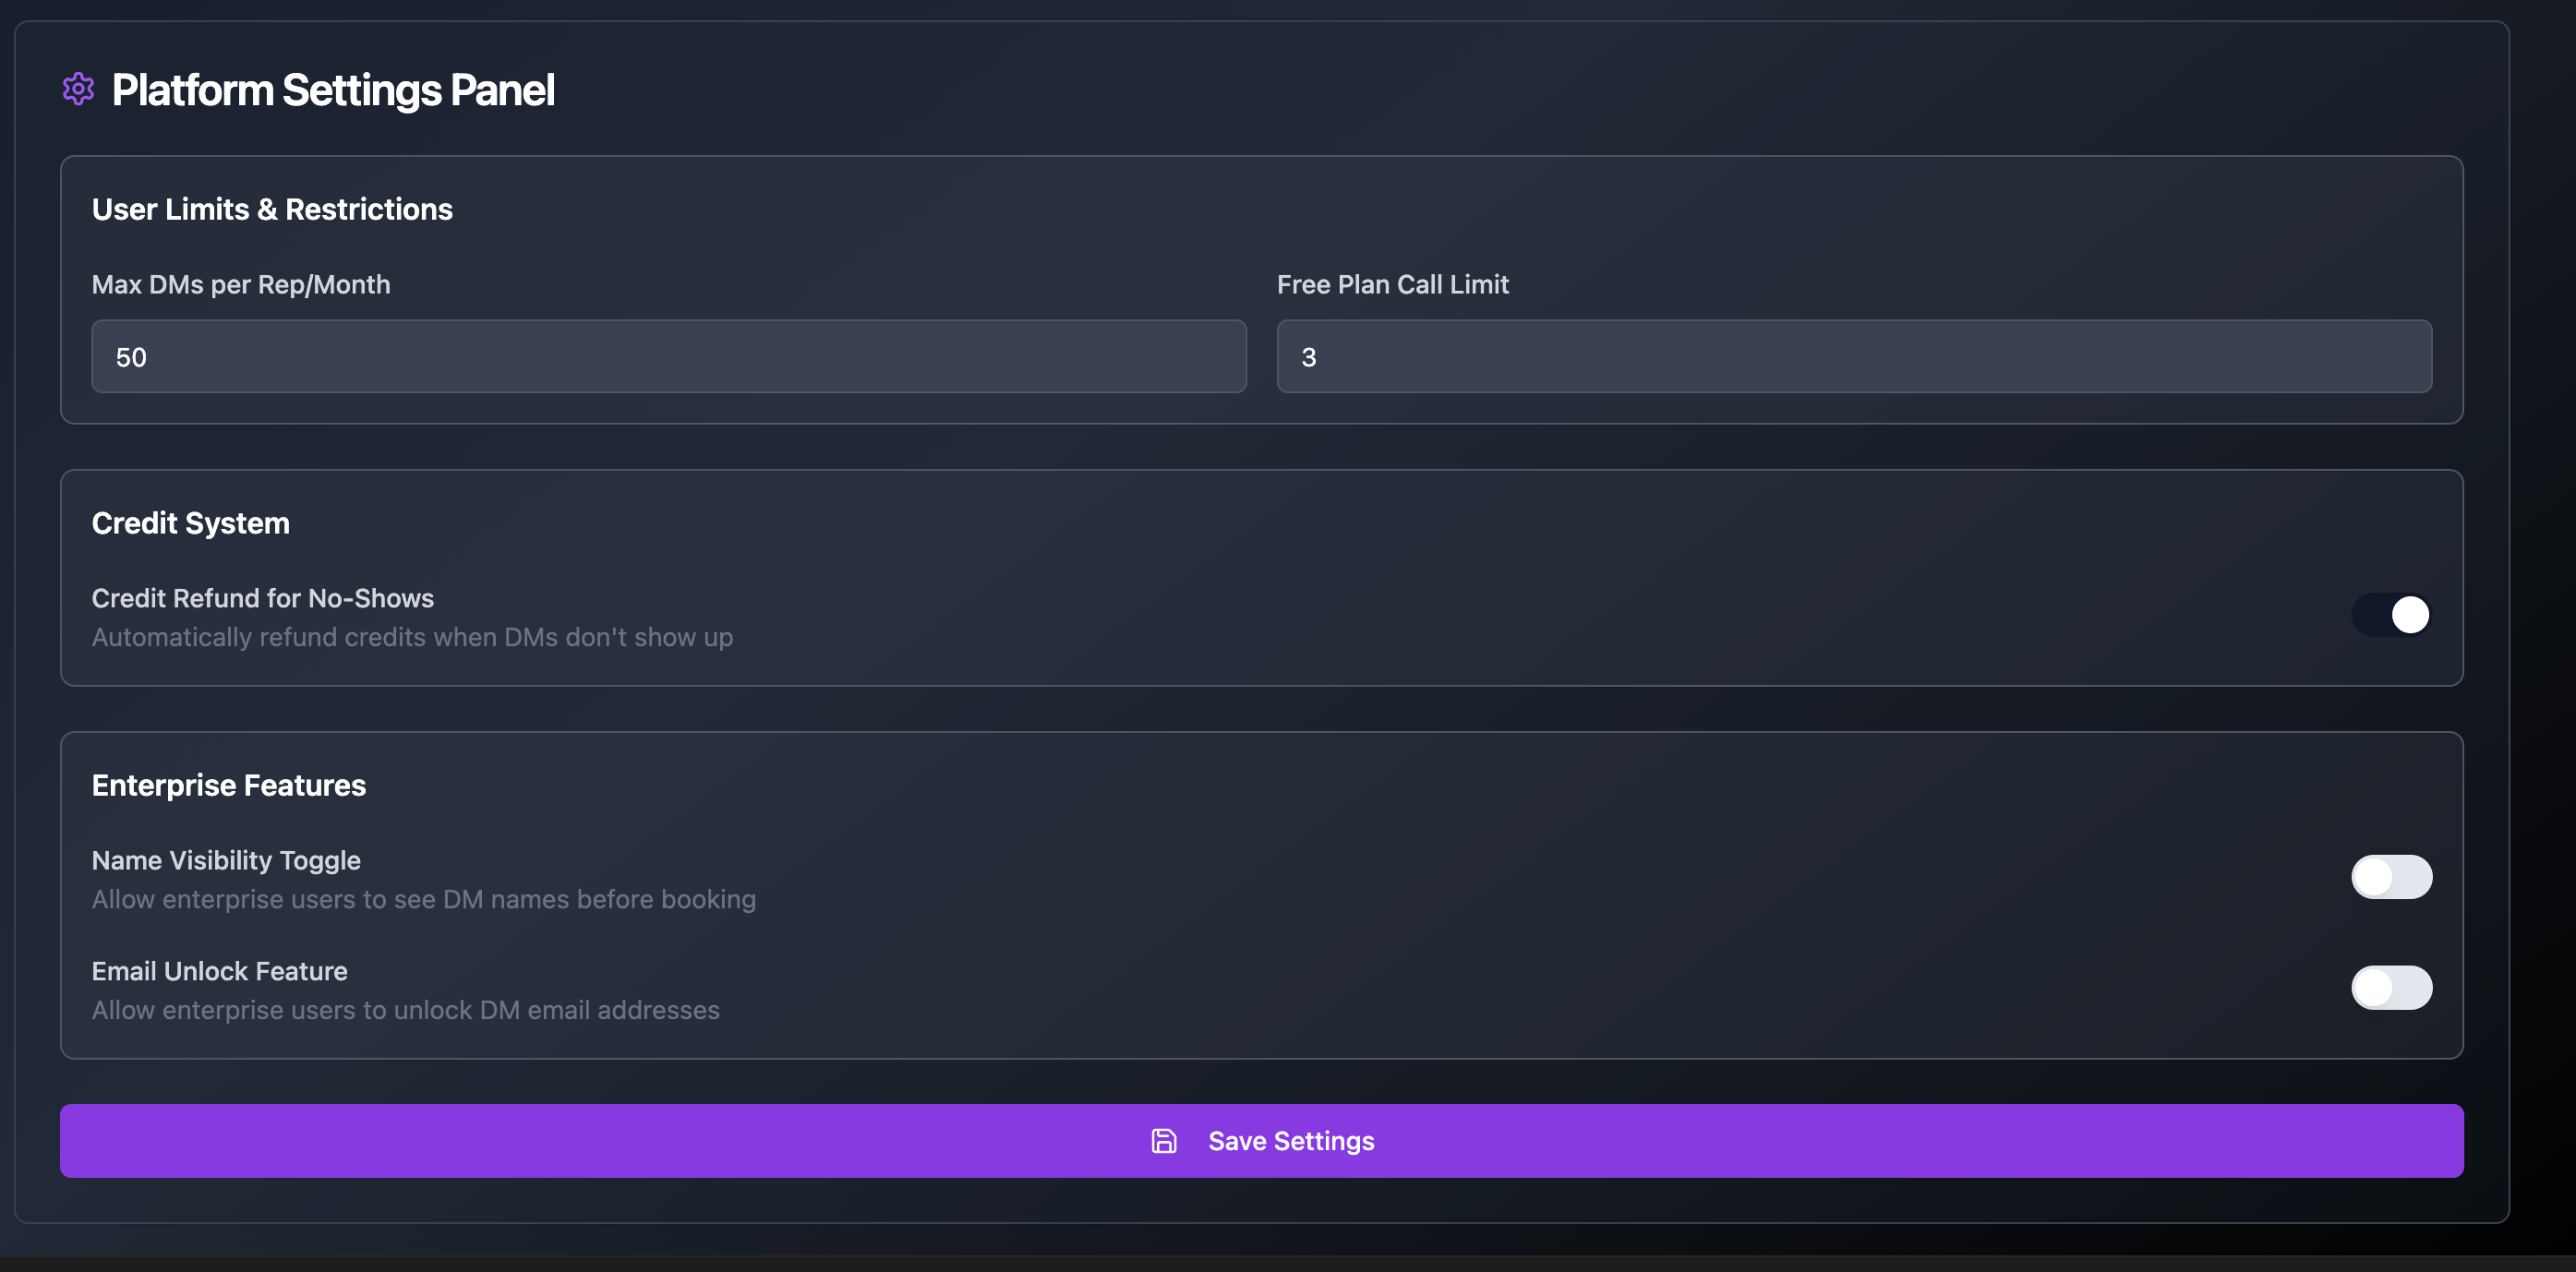 Platform Settings Panel
User Limits & Restrictions
Max DMs per Rep/Month
50
Free Plan Call Limit
3
Credit System
Credit Refund for No-Shows
Automatically refund credits when DMs don't show up
Enterprise Features
Name Visibility Toggle
Allow enterprise users to see DM names before booking
Email Unlock Feature
Allow enterprise users to unlock DM email addresses
Save Settings